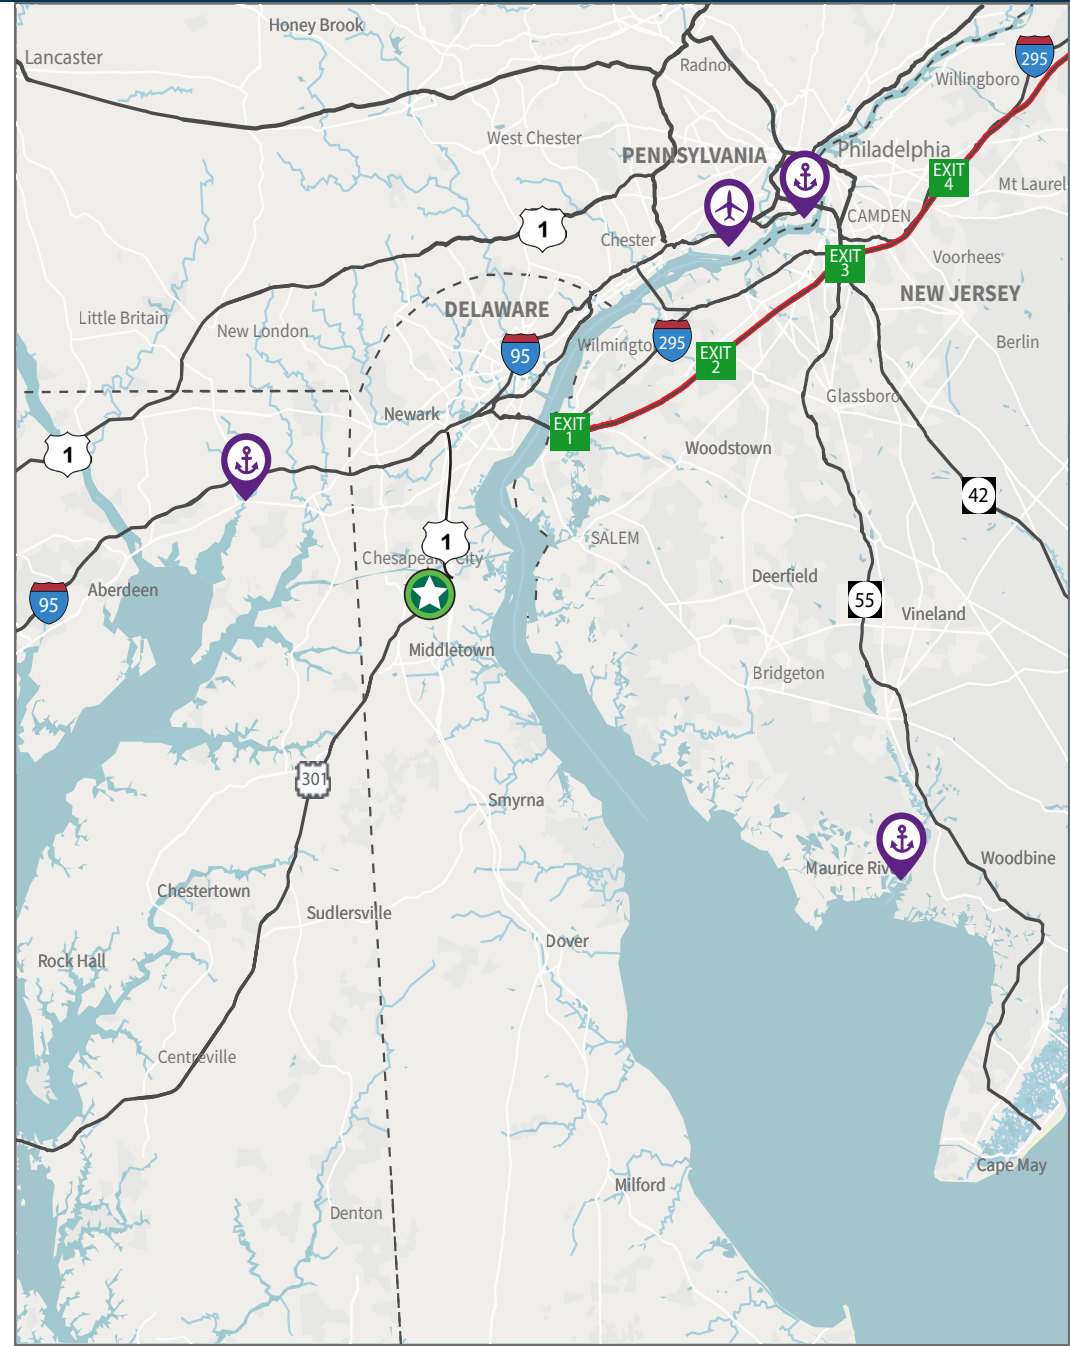 Honey Brook
Lancaster
295
Radnor
Willingboro
West Chester
Philadelphia
PENNSYLVANIA
EXIT
4
Mt Laurel
CAMDEN
1
Chester
Voorhees
EXIT
3
NEW JERSEY
DELAWARE
Little Britain
New London
Wilmingto
295
Berlin
95
EXIT
2
Glassboro
Newark
EXIT
1
Woodstown
1
42
SALEM
1
Chesapeake City
Deerfield
Aberdeen
95
55
Vineland
Middletown
Bridgeton
301
Smyrna
Woodbine
Maurice Riv
Chestertown
Sudlersville
Dover
Rock Hall
Centreville
Cape May
Milford
Denton